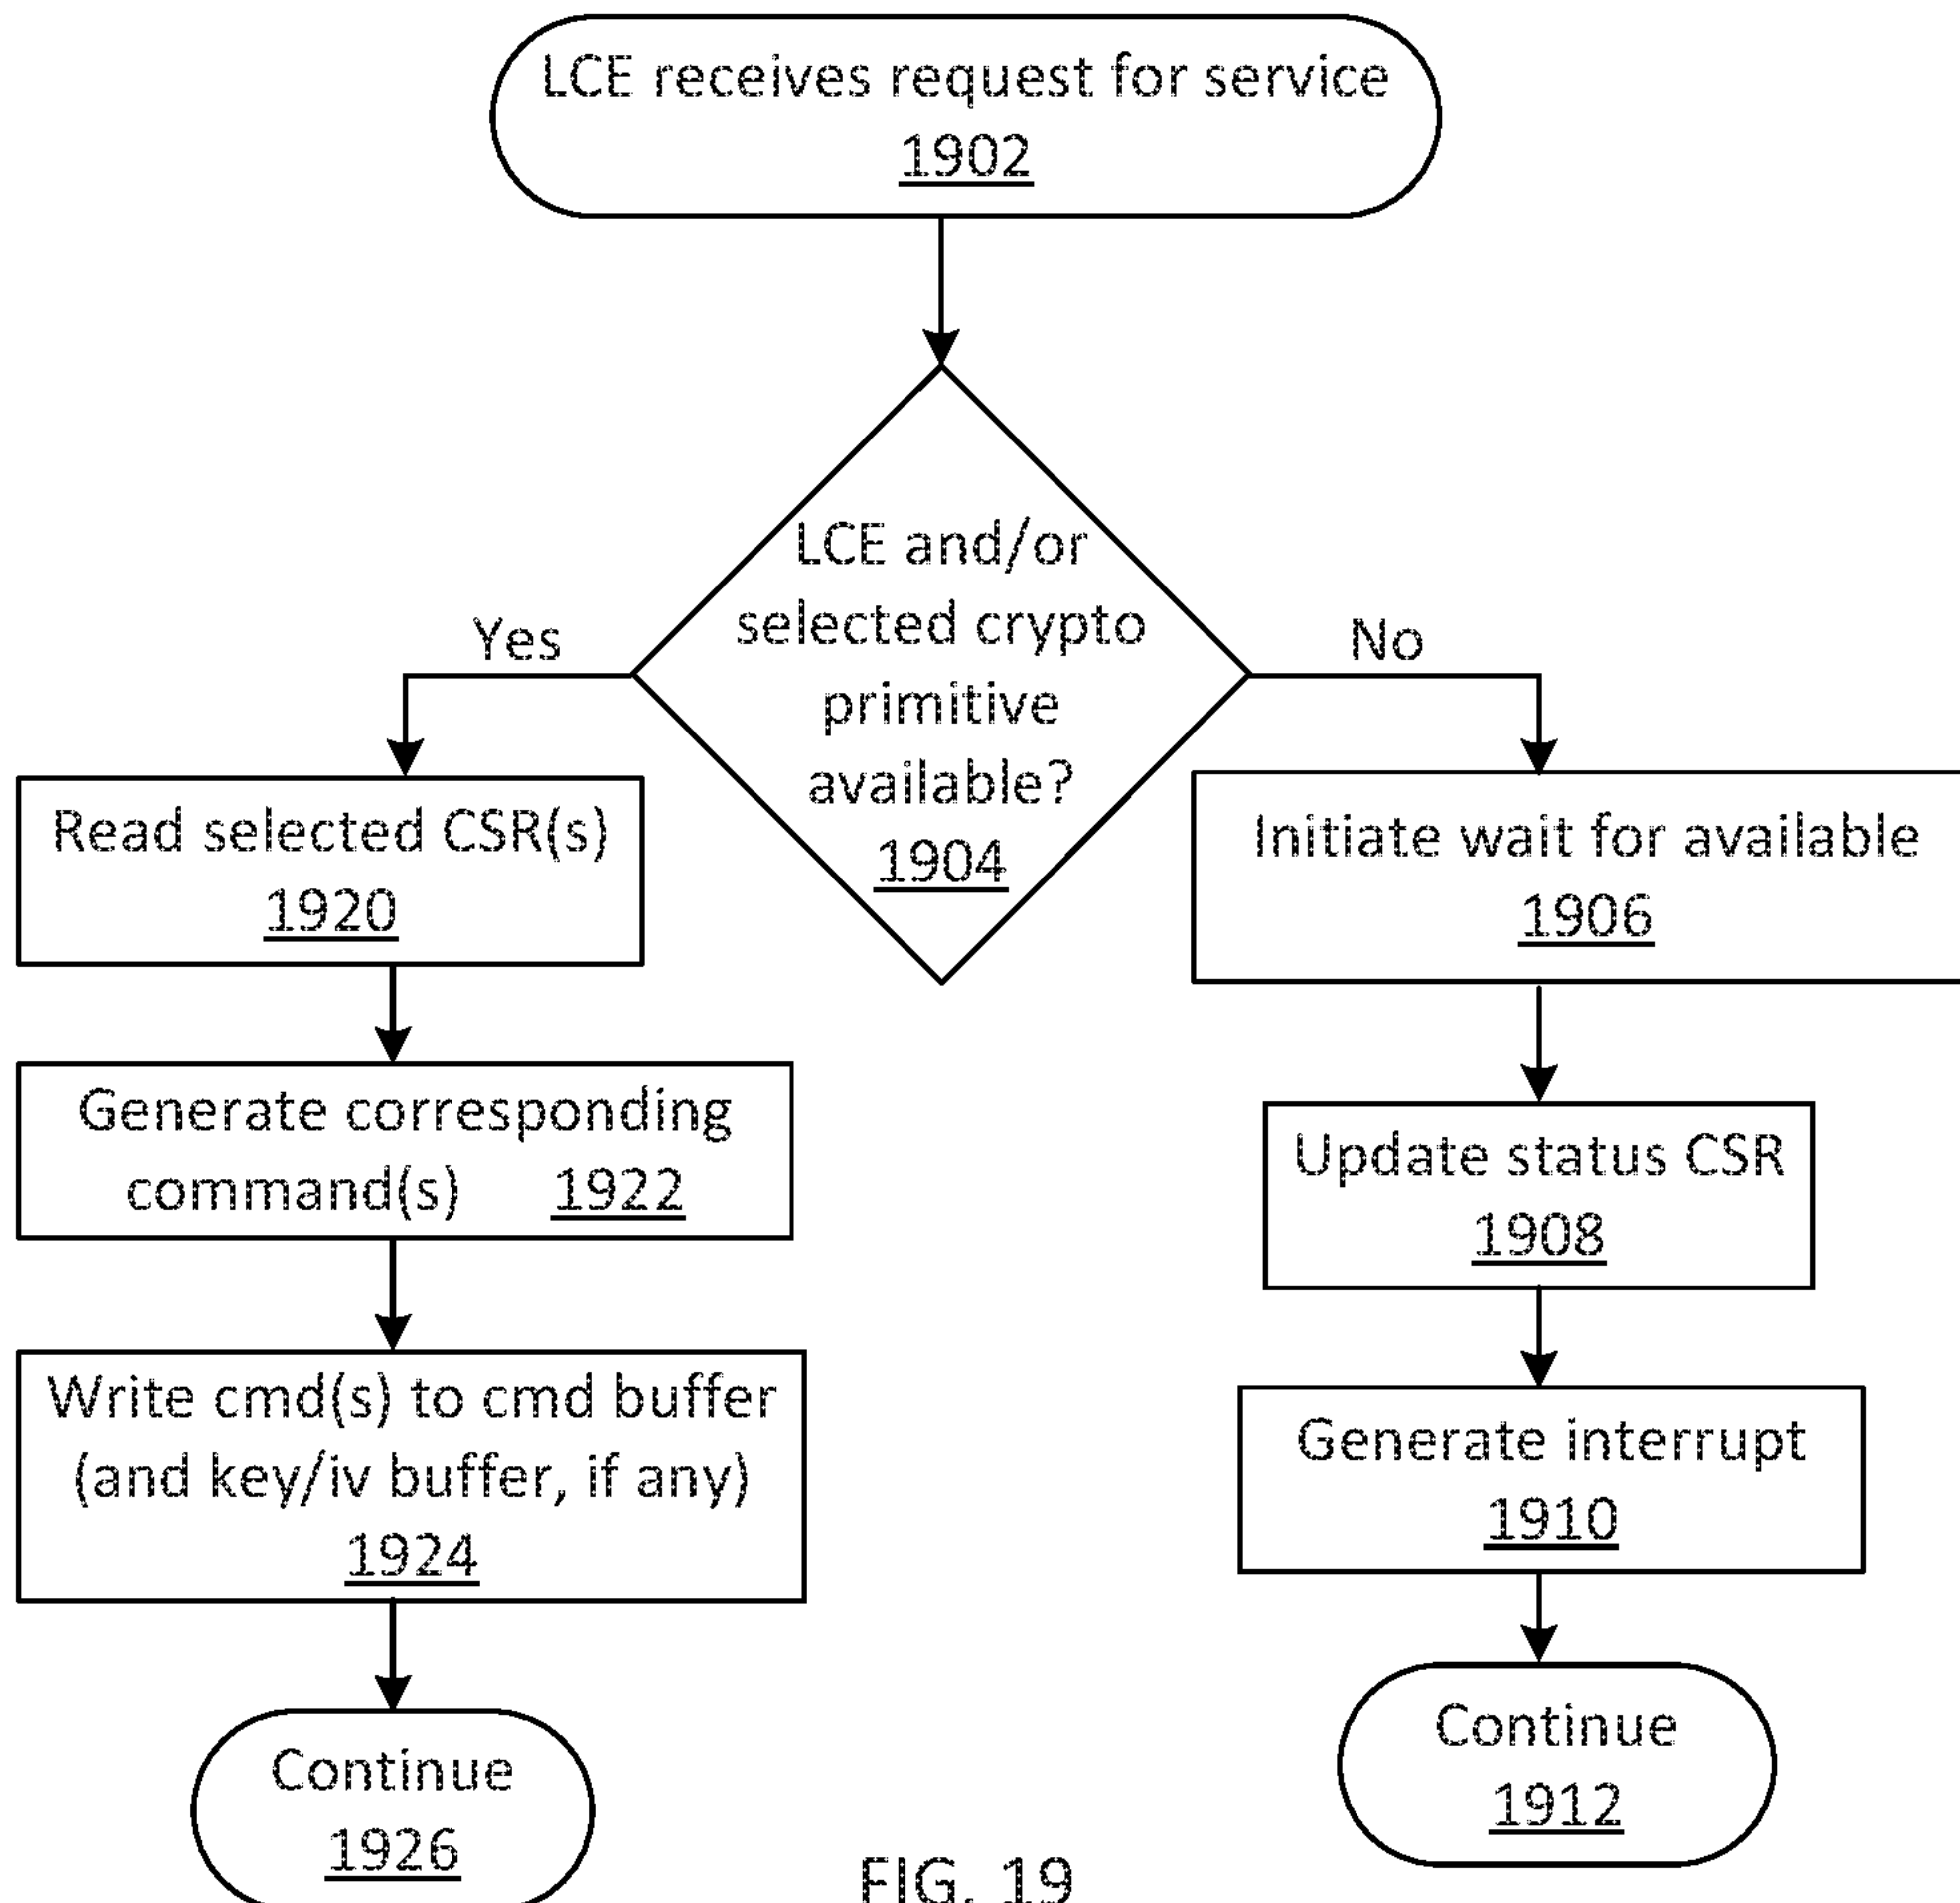 LCE receives request for service
1902
LCE and/or
selected crypto
primitive
available?
1904
Yes
No
Read selected CSR(s)
1920
Generate corresponding
command(s) 1922
Write cmd(s) to cmd buffer
(and key/iv buffer, if any)
1924
Continue
1926
Initiate wait for available
1906
Update status CSR
1908
Generate interrupt
1910
Continue
1912
FIG. 19